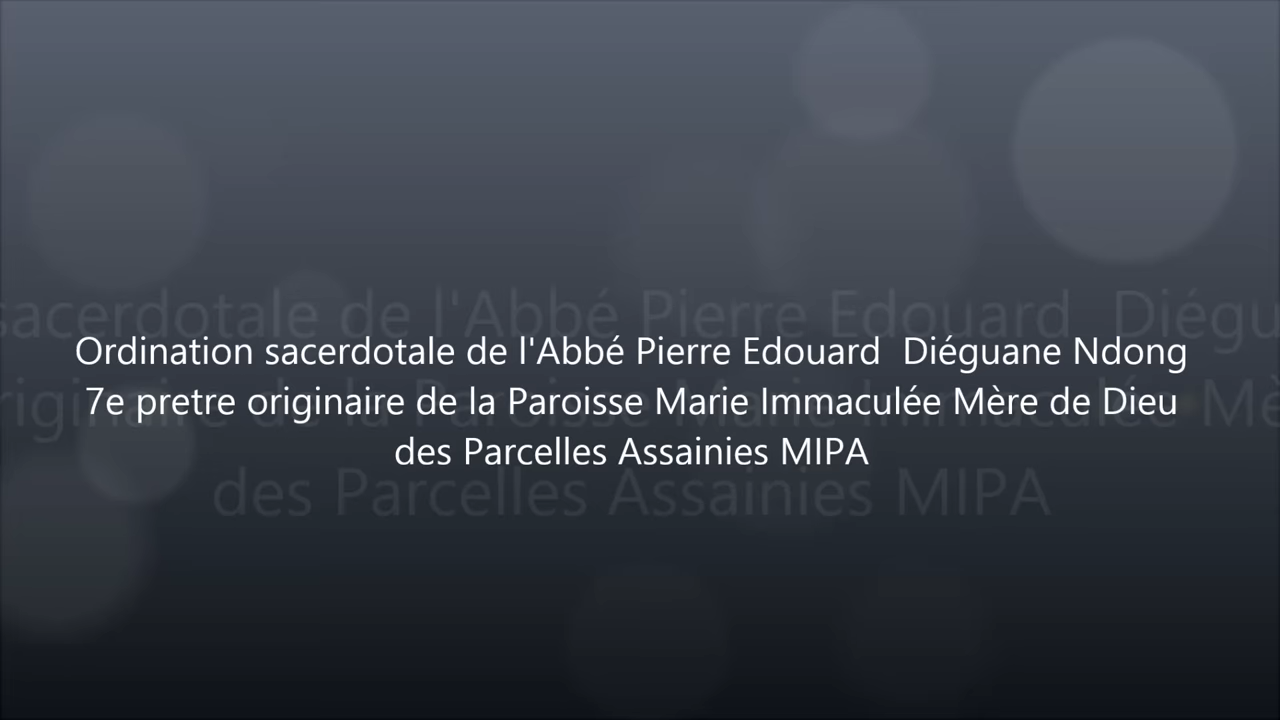 Ordination sacerdotale de l'Abbé Pierre Edouard  Diéguane Ndong
7e pretre originaire de la Paroisse Marie Immaculée Mère de Dieu
des Parcelles Assainies MIPA